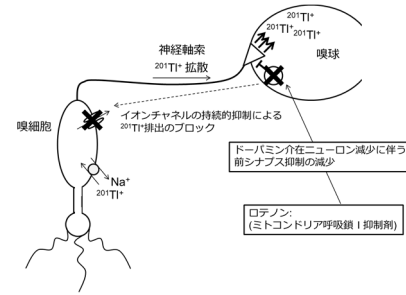 ²⁰¹Tl⁺
²⁰¹Tl⁺
²⁰¹Tl⁺
嗅球
神経軸索
²⁰¹Tl⁺ 拡散
嗅細胞
イオンチャネルの持続的抑制による
²⁰¹Tl⁺排出のブロック
Na⁺
²⁰¹Tl⁺
ドーパミン介在ニューロン減少に伴う
前シナプス抑制の減少
ロテノン:
(ミトコンドリア呼吸鎖Ⅰ抑制剤)